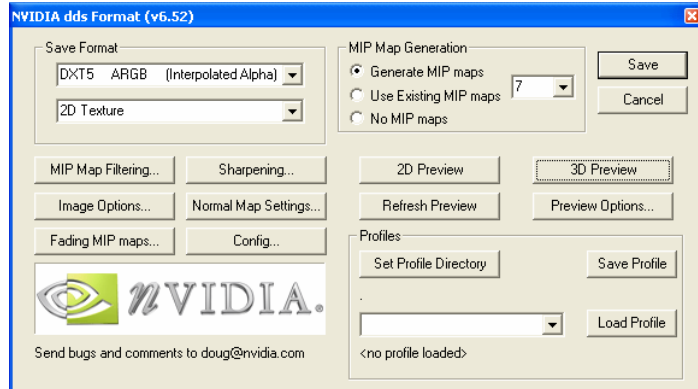 NVIDIA dds Format (v6.52)
Save Format
DXT5 ARGB (Interpolated Alpha)
2D Texture
MIP Map Generation
Generate MIP maps
Use Existing MIP maps
No MIP maps
7
Save
Cancel
MIP Map Filtering...
Sharpening...
2D Preview
3D Preview
Image Options...
Normal Map Settings...
Refresh Preview
Preview Options...
Fading MIP maps...
Config...
Profiles
Set Profile Directory
Save Profile
.
Load Profile
<no profile loaded>
nVIDIA.
Send bugs and comments to doug@nvidia.com